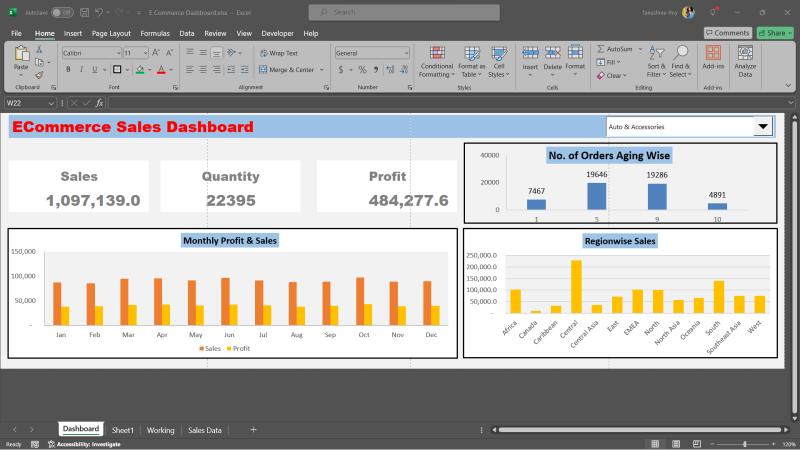 AutoSave Off E Commerce Dashboard.xlsx - Excel Search Tanushree Roy
File Home Insert Page Layout Formulas Data Review View Developer Help Comments Share
Paste Calibri 11 General Wrap Text Merge & Center
Conditional Formatting Format as Table Cell Styles Insert Delete Format
AutoSum Fill Clear Sort & Filter Find & Select Add-ins Analyze Data
Clipboard Font Alignment Number Styles Cells Editing Add-ins
W22 fx
ECommerce Sales Dashboard
Auto & Accessories
Sales
1,097,139.0
Quantity
22395
Profit
484,277.6
No. of Orders Aging Wise
40000
20000
0
7467 19646 19286 4891
1 5 9 10
Monthly Profit & Sales
150,000
100,000
50,000
-
Jan Feb Mar Apr May Jun Jul Aug Sep Oct Nov Dec
Sales Profit
Regionwise Sales
250,000.0
200,000.0
150,000.0
100,000.0
50,000.0
-
Africa Canada Caribbean Central Central Asia East EMEA North North Asia Oceania South Southeast Asia West
Dashboard Sheet1 Working Sales Data
Ready Accessibility: Investigate 120%